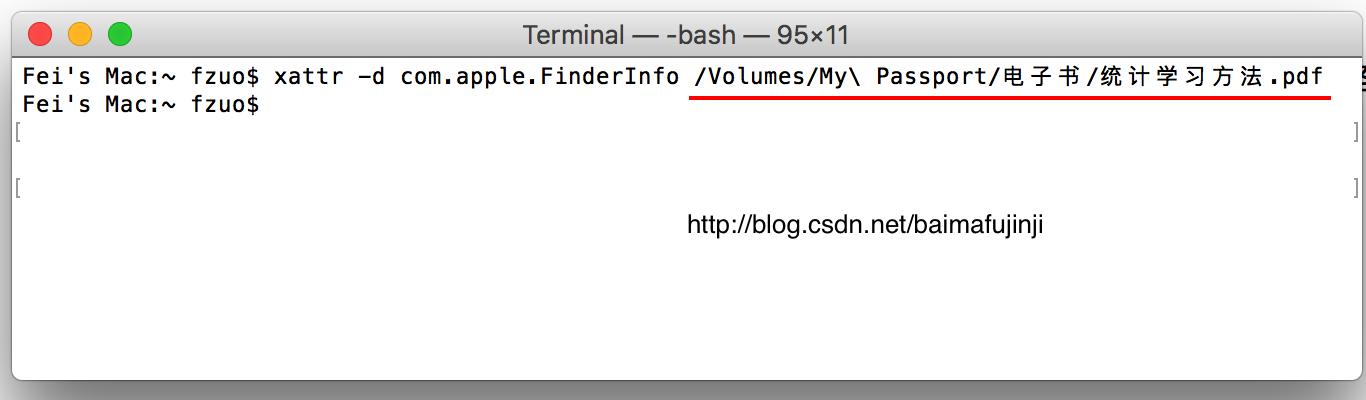 Terminal — -bash — 95×11
Fei's Mac:~ fzuo$ xattr -d com.apple.FinderInfo /Volumes/My\ Passport/电子书/统计学习方法.pdf
Fei's Mac:~ fzuo$
[ ]
[ ]
http://blog.csdn.net/baimafujinji